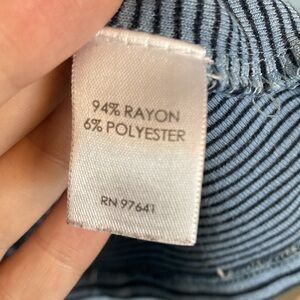 94% RAYON
6% POLYESTER
RN 97641